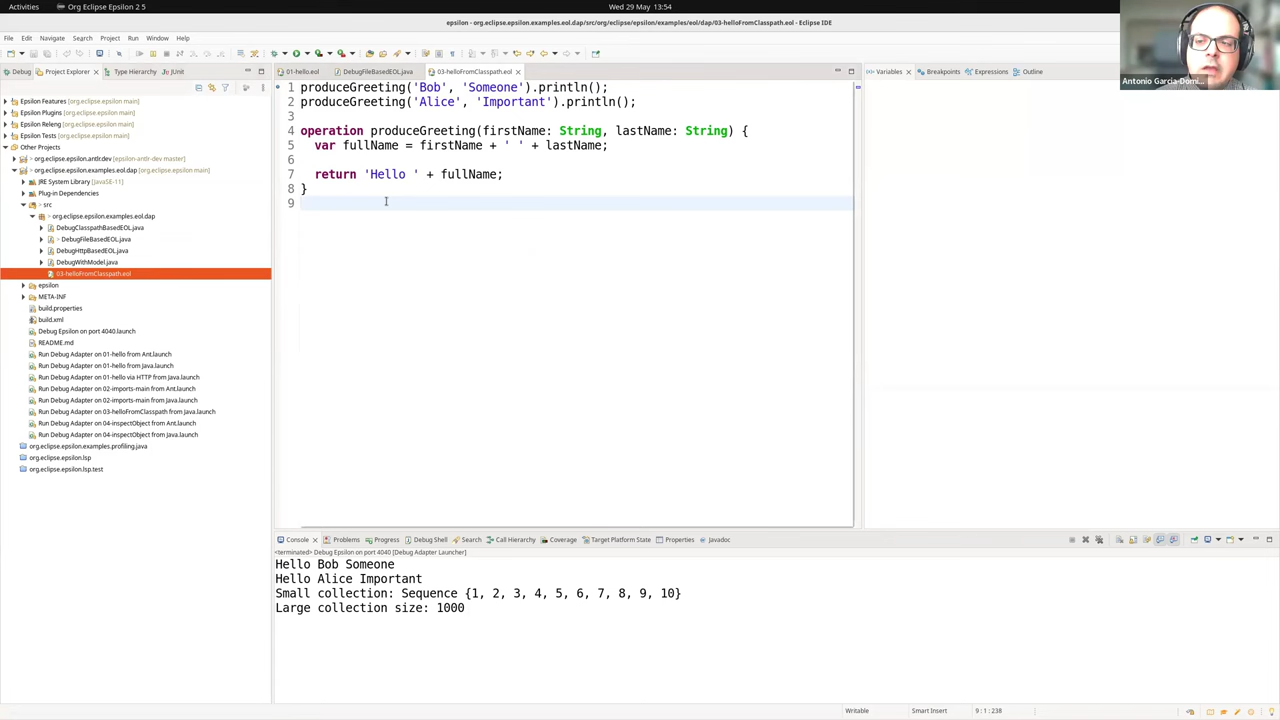 Activities
Org Eclipse Epsilon 2 5
Wed 29 May 13:54
epsilon - org.eclipse.epsilon.examples.eol.dap/src/org/eclipse/epsilon/examples/eol/dap/03-helloFromClasspath.eol - Eclipse IDE
File Edit Navigate Search Project Run Window Help
Antonio Garcia-Domi...
Debug Project Explorer Type Hierarchy JUnit
01-hello.eol DebugFileBasedEOL.java 03-helloFromClasspath.eol
Variables Breakpoints Expressions Outline
Epsilon Features [org.eclipse.epsilon main]
Epsilon Plugins [org.eclipse.epsilon main]
Epsilon Releng [org.eclipse.epsilon main]
Epsilon Tests [org.eclipse.epsilon main]
Other Projects
org.eclipse.epsilon.antlr.dev [epsilon-antlr-dev master]
org.eclipse.epsilon.examples.eol.dap [epsilon main]
JRE System Library [JavaSE-11]
Plug-in Dependencies
src
org.eclipse.epsilon.examples.eol.dap
DebugClasspathBasedEOL.java
> DebugFileBasedEOL.java
DebugHttpBasedEOL.java
DebugWithModel.java
03-helloFromClasspath.eol
epsilon
META-INF
build.properties
build.xml
Debug Epsilon on port 4040.launch
README.md
Run Debug Adapter on 01-hello from Ant.launch
Run Debug Adapter on 01-hello from Java.launch
Run Debug Adapter on 01-hello via HTTP from Java.launch
Run Debug Adapter on 02-imports-main from Ant.launch
Run Debug Adapter on 02-imports-main from Java.launch
Run Debug Adapter on 03-helloFromClasspath from Java.launch
Run Debug Adapter on 04-inspectObject from Ant.launch
Run Debug Adapter on 04-inspectObject from Java.launch
org.eclipse.epsilon.examples.profiling.java
org.eclipse.epsilon.lsp
org.eclipse.epsilon.lsp.test
1 produceGreeting('Bob', 'Someone').println();
2 produceGreeting('Alice', 'Important').println();
3
4 operation produceGreeting(firstName: String, lastName: String) {
5 var fullName = firstName + ' ' + lastName;
6
7 return 'Hello ' + fullName;
8 }
9
Console Problems Progress Debug Shell Search Call Hierarchy Coverage Target Platform State Properties Javadoc
<terminated> Debug Epsilon on port 4040 [Debug Adapter Launcher]
Hello Bob Someone
Hello Alice Important
Small collection: Sequence {1, 2, 3, 4, 5, 6, 7, 8, 9, 10}
Large collection size: 1000
Writable
Smart Insert
9 : 1 : 238